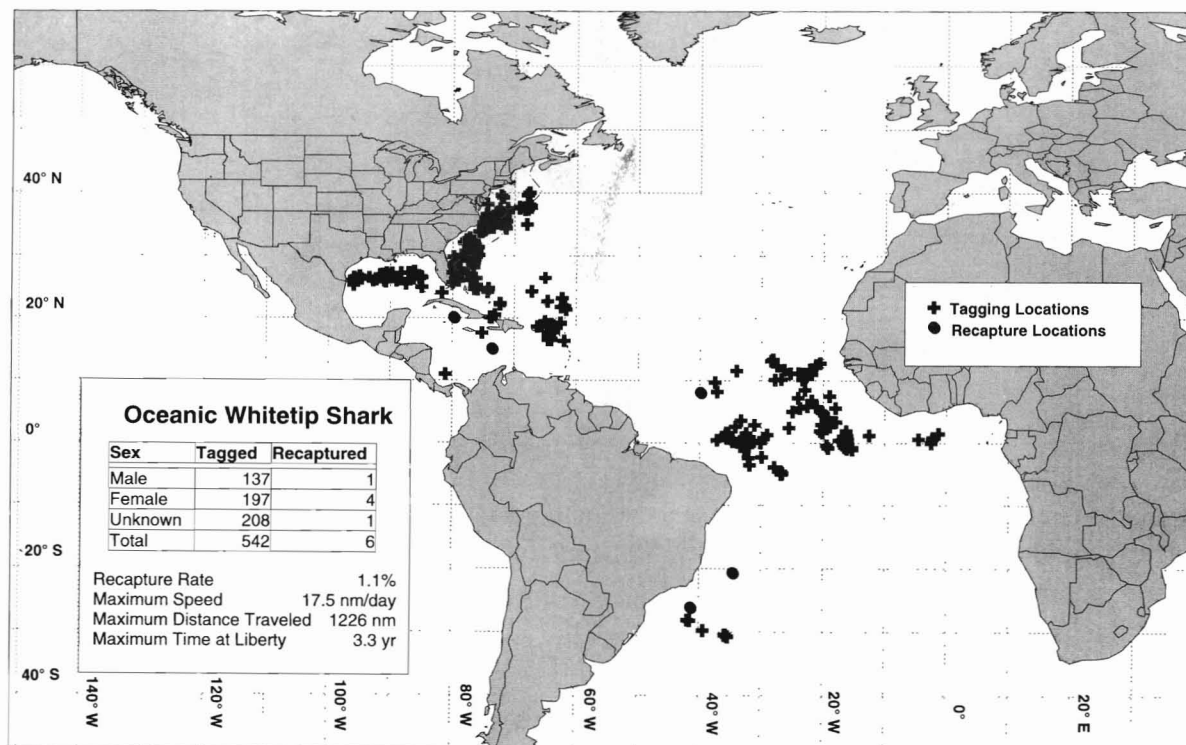 40° N
20° N
0°
20° S
40° S
Tagging Locations
Recapture Locations
Oceanic Whitetip Shark
Sex Tagged Recaptured
Male 137 1
Female 197 4
Unknown 208 1
Total 542 6
Recapture Rate 1.1%
Maximum Speed 17.5 nm/day
Maximum Distance Traveled 1226 nm
Maximum Time at Liberty 3.3 yr
140° W
120° W
100° W
80° W
60° W
40° W
20° W
0°
20° E